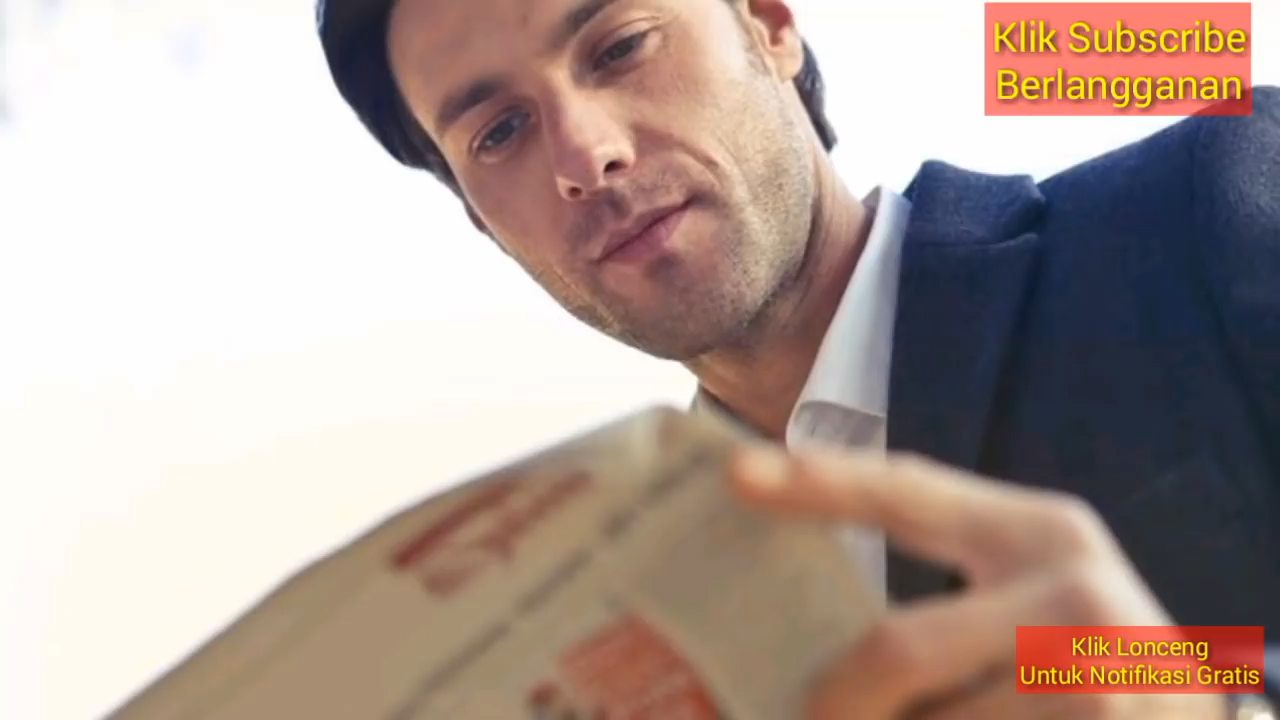 Klik Subscribe
Berlangganan
Klik Lonceng
Untuk Notifikasi Gratis